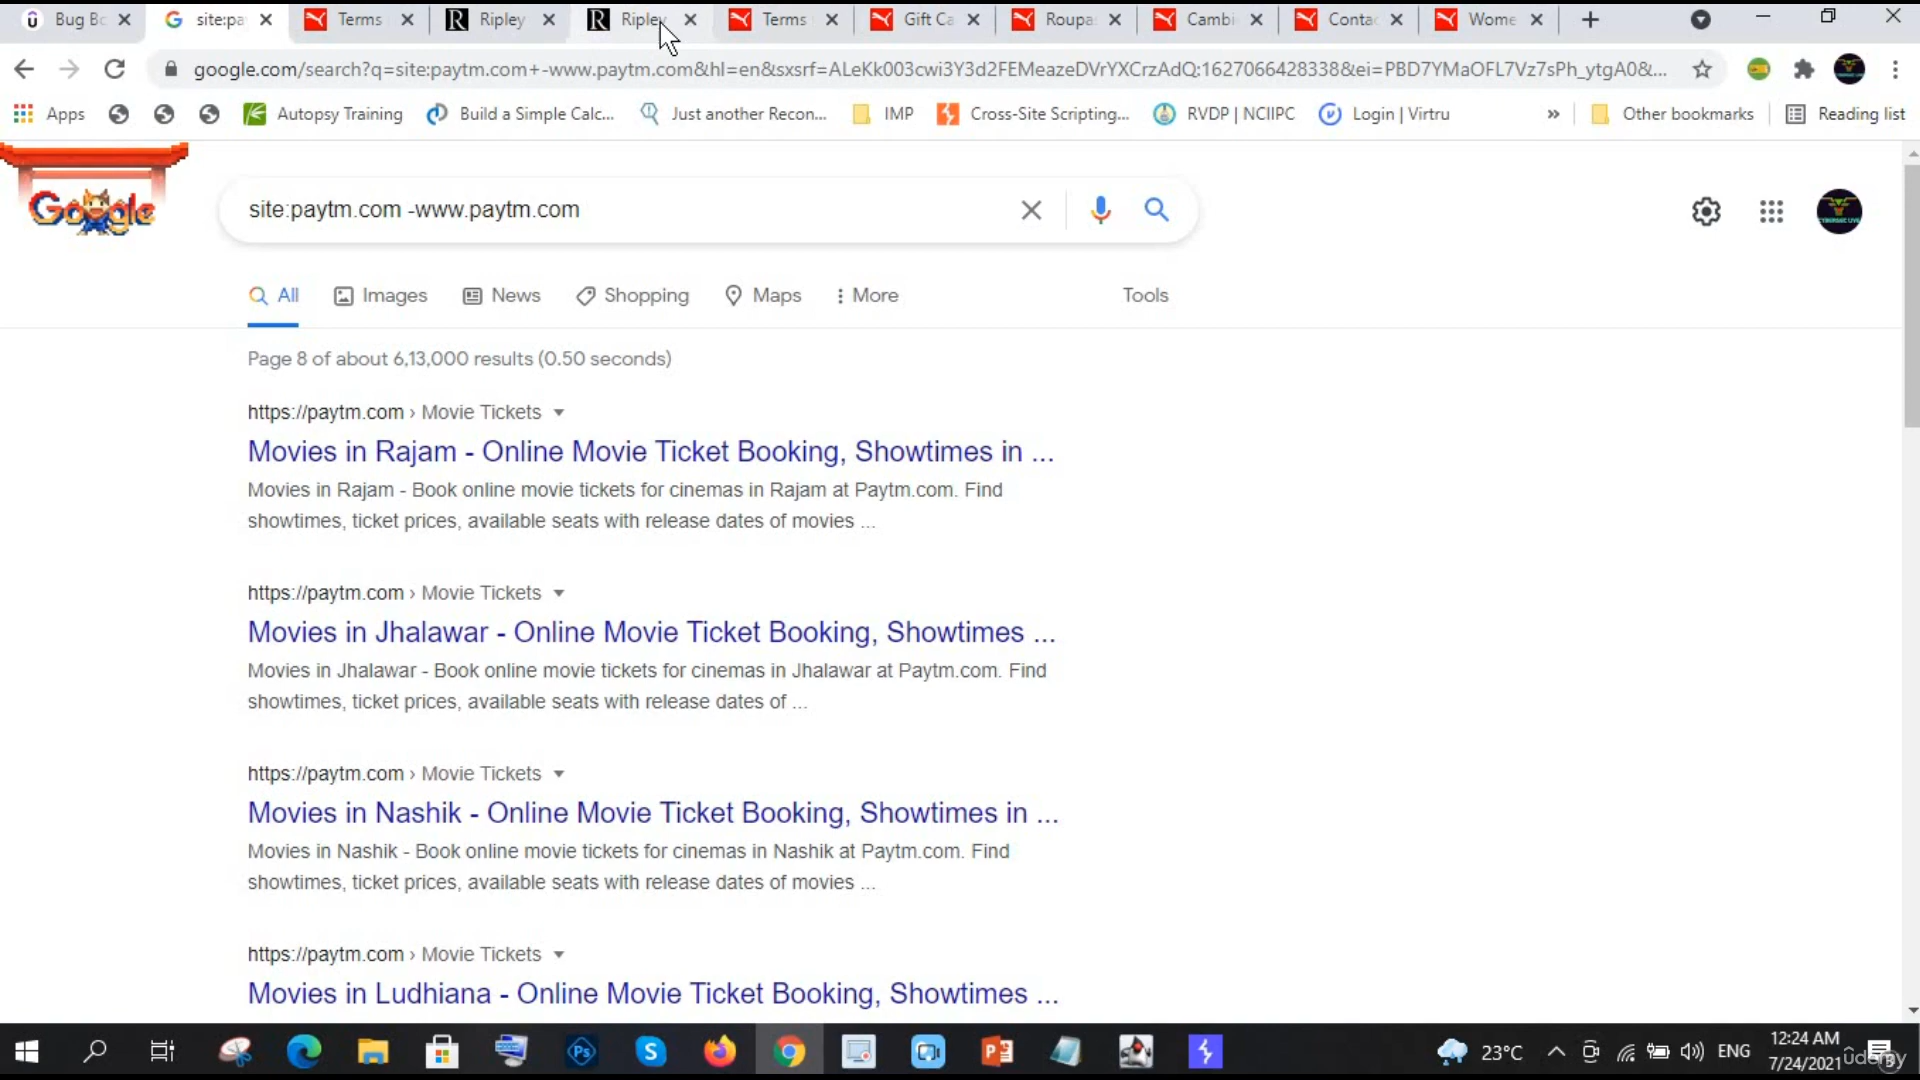 Bug Bo
site:pa
Terms
Ripley
Ripley
Terms
Gift Ca
Roupa
Cambi
Conta
Wome
google.com/search?q=site:paytm.com+-www.paytm.com&hl=en&sxsrf=ALeKk003cwi3Y3d2FEMeazeDVrYXCrzAdQ:1627066428338&ei=PBD7YMaOFL7Vz7sPh_ytgA0&...
Apps
Autopsy Training
Build a Simple Calc...
Just another Recon...
IMP
Cross-Site Scripting...
RVDP | NCIIPC
Login | Virtru
»
Other bookmarks
Reading list
Google
site:paytm.com -www.paytm.com
All
Images
News
Shopping
Maps
More
Tools
Page 8 of about 6,13,000 results (0.50 seconds)
https://paytm.com › Movie Tickets
Movies in Rajam - Online Movie Ticket Booking, Showtimes in ...
Movies in Rajam - Book online movie tickets for cinemas in Rajam at Paytm.com. Find
showtimes, ticket prices, available seats with release dates of movies ...
https://paytm.com › Movie Tickets
Movies in Jhalawar - Online Movie Ticket Booking, Showtimes ...
Movies in Jhalawar - Book online movie tickets for cinemas in Jhalawar at Paytm.com. Find
showtimes, ticket prices, available seats with release dates of ...
https://paytm.com › Movie Tickets
Movies in Nashik - Online Movie Ticket Booking, Showtimes in ...
Movies in Nashik - Book online movie tickets for cinemas in Nashik at Paytm.com. Find
showtimes, ticket prices, available seats with release dates of movies ...
https://paytm.com › Movie Tickets
Movies in Ludhiana - Online Movie Ticket Booking, Showtimes ...
23°C
ENG
12:24 AM
7/24/2021
udemy